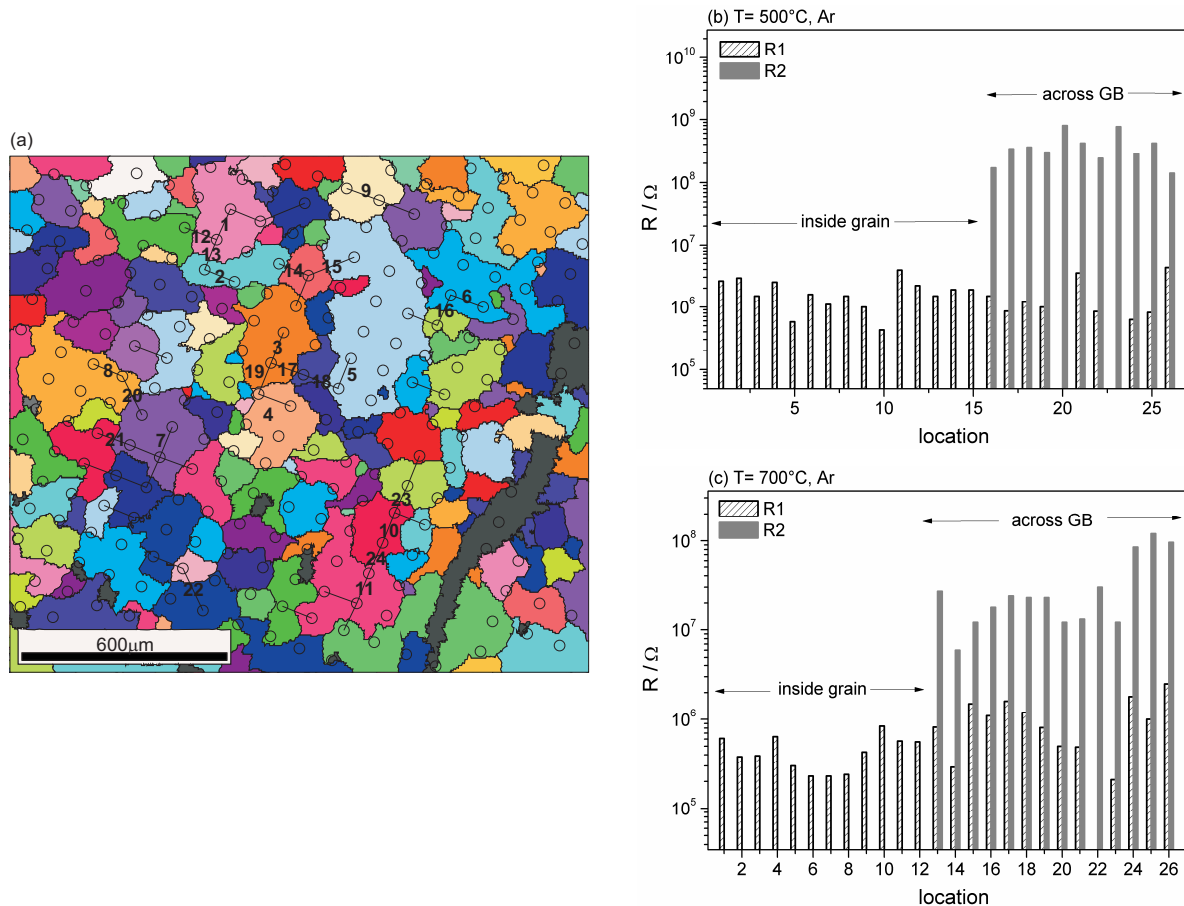 (a)
9
1
12
13
2
14
15
6
16
3
19
17
18
5
8
20
4
21
7
23
10
24
11
22
600μm
(b) T= 500°C, Ar
R1
R2
across GB
inside grain
10^10
10^9
10^8
10^7
10^6
10^5
R / Ω
5 10 15 20 25
location
(c) T= 700°C, Ar
R1
R2
across GB
inside grain
10^8
10^7
10^6
10^5
R / Ω
2 4 6 8 10 12 14 16 18 20 22 24 26
location